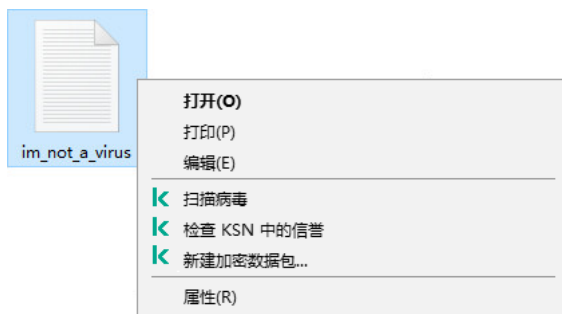 im_not_a_virus
打开(O)
打印(P)
编辑(E)
扫描病毒
检查 KSN 中的信誉
新建加密数据包...
属性(R)